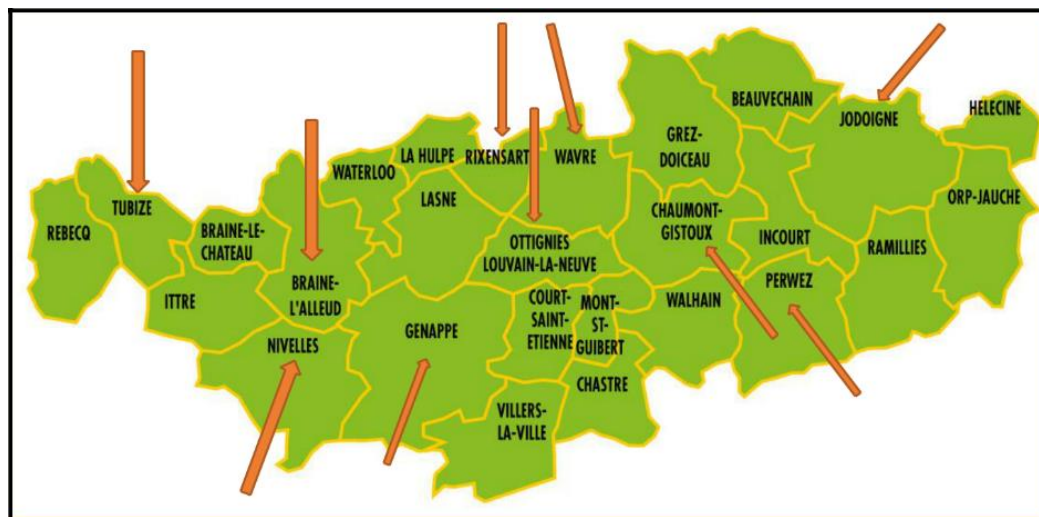 BEAUVECHAIN
HELECINE
JODOIGNE
GREZ-
DOICEAU
LA HULPE
RIXENSART
WAVRE
WATERLOO
LASNE
ORP-JAUCHE
TUBIZE
CHAUMONT-
GISTOUX
REBECQ
BRAINE-LE-
CHATEAU
OTTIGNIES
LOUVAIN-LA-NEUVE
INCOURT
RAMILLIES
ITTRE
BRAINE-
L'ALLEUD
PERWEZ
COURT-
SAINT-
ETIENNE
MONT-
ST-
GUIBERT
WALHAIN
GENAPPE
NIVELLES
CHASTRE
VILLERS-
LA-VILLE